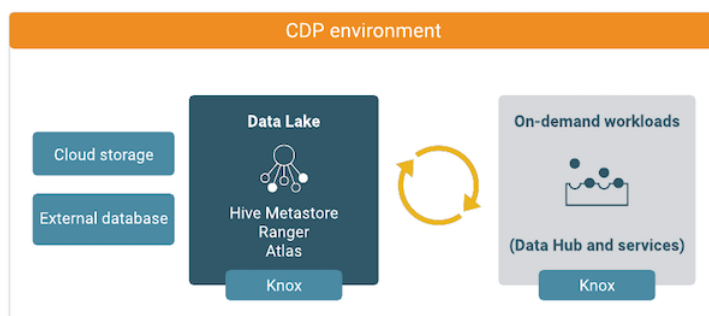 CDP environment
Cloud storage
External database
Data Lake
Hive Metastore
Ranger
Atlas
Knox
On-demand workloads
(Data Hub and services)
Knox